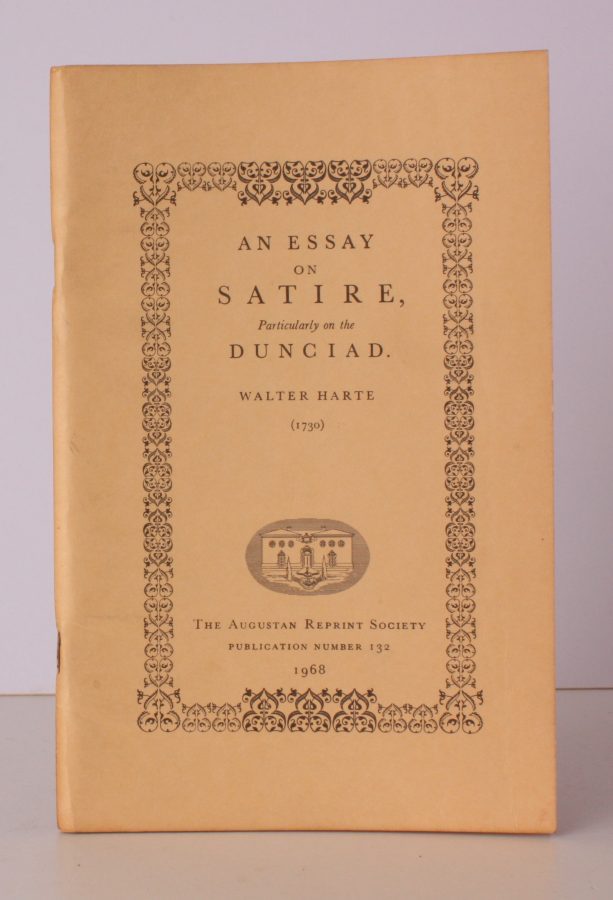 AN ESSAY
ON
SATIRE,
Particularly on the
DUNCIAD.
WALTER HARTE
(1730)
THE AUGUSTAN REPRINT SOCIETY
PUBLICATION NUMBER 132
1968